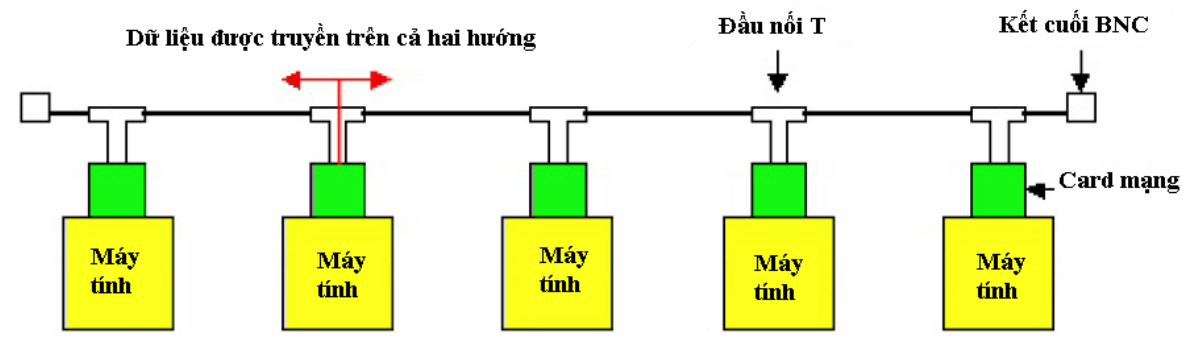 Dữ liệu được truyền trên cả hai hướng
Đầu nối T
Kết cuối BNC
Card mạng
Máy
tính
Máy
tính
Máy
tính
Máy
tính
Máy
tính